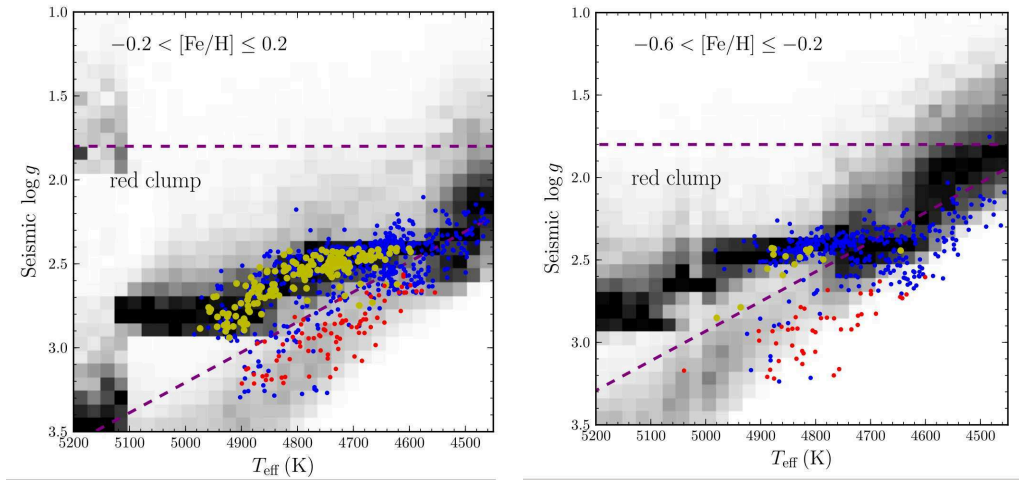 −0.2 < [Fe/H] ≤ 0.2
red clump
Seismic log g
1.0
1.5
2.0
2.5
3.0
3.5
5200 5100 5000 4900 4800 4700 4600 4500
T_eff (K)
−0.6 < [Fe/H] ≤ −0.2
red clump
Seismic log g
1.0
1.5
2.0
2.5
3.0
3.5
5200 5100 5000 4900 4800 4700 4600 4500
T_eff (K)